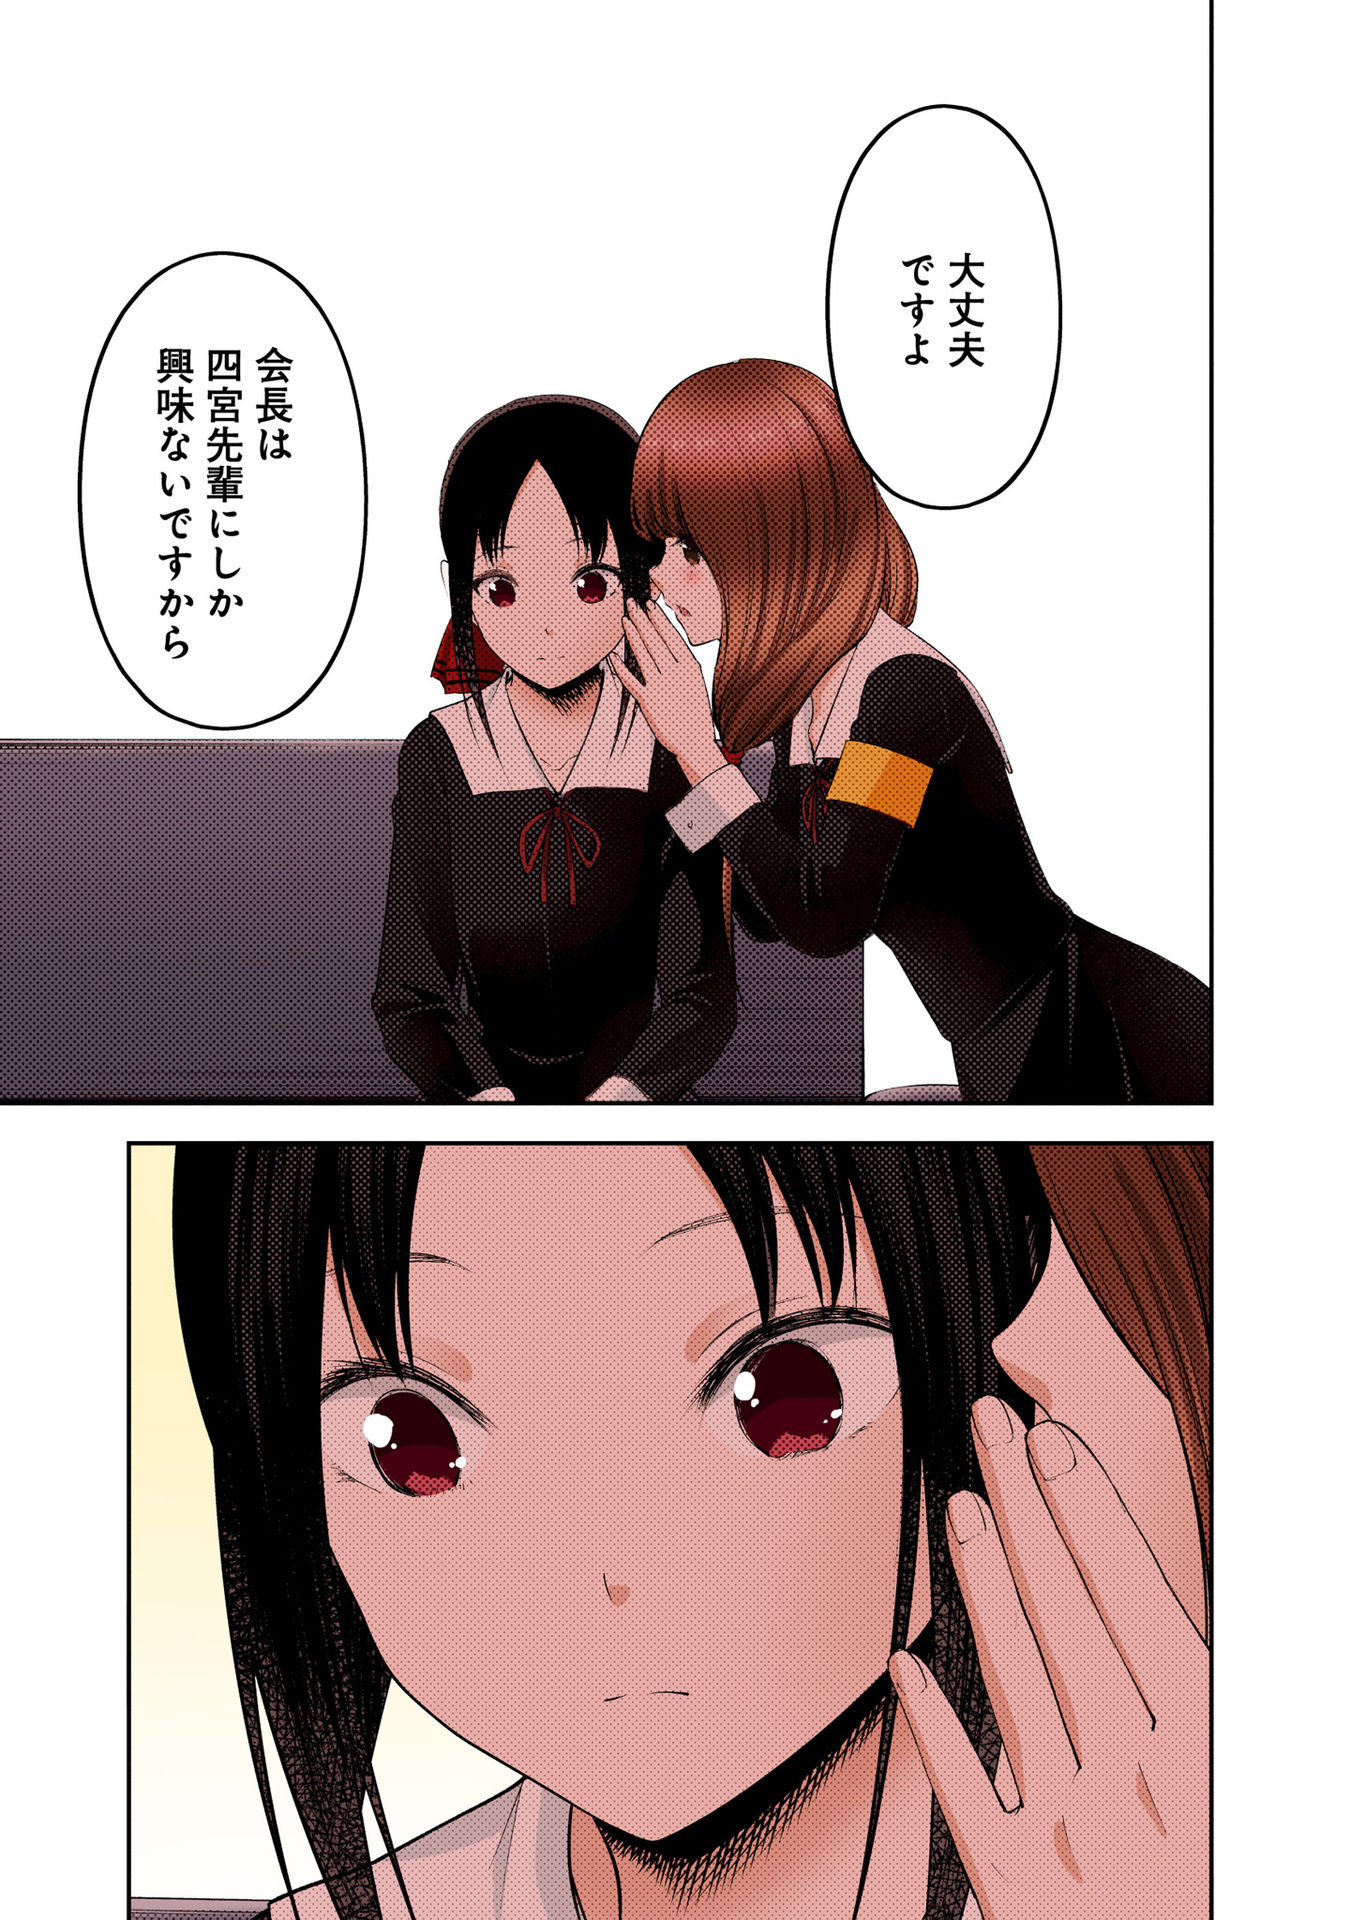 大丈夫
ですよ
会長は
四宮先輩にしか
興味ないですから